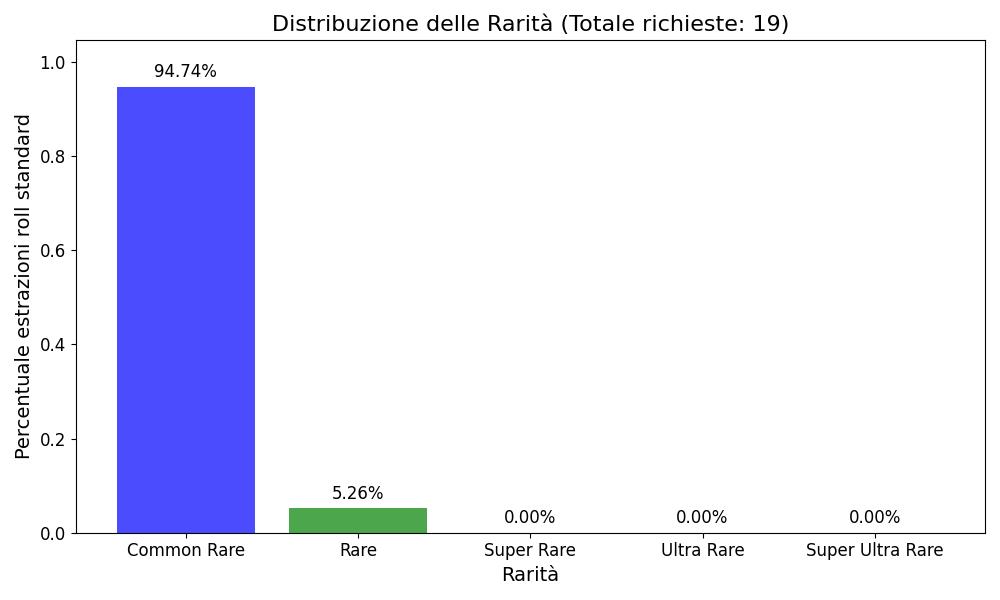 Distribuzione delle Rarità (Totale richieste: 19)
Percentuale estrazioni roll standard
1.0
0.8
0.6
0.4
0.2
0.0
94.74%
5.26%
0.00%
0.00%
0.00%
Common Rare
Rare
Super Rare
Ultra Rare
Super Ultra Rare
Rarità